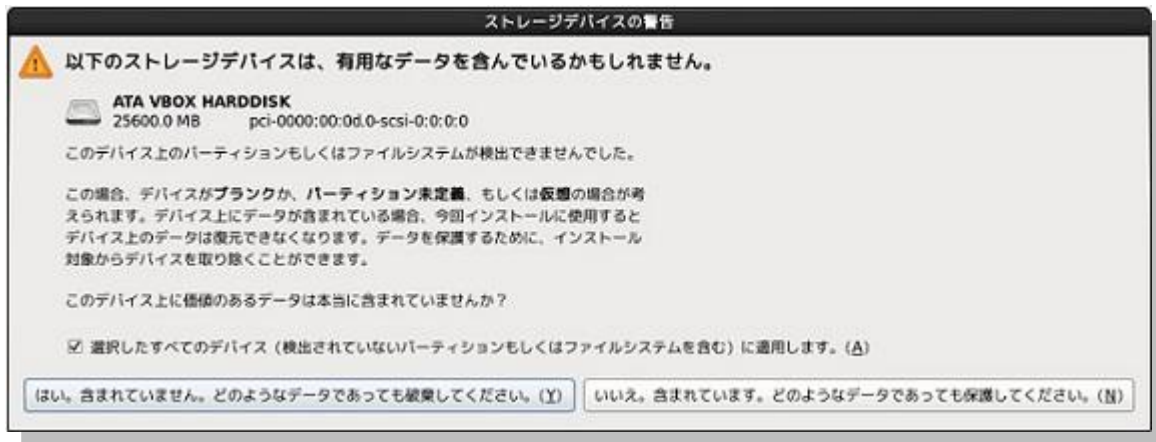 ストレージデバイスの警告
以下のストレージデバイスは、有用なデータを含んでいるかもしれません。
ATA VBOX HARDDISK
25600.0 MB pci-0000:00:0d.0-scsi-0:0:0:0
このデバイス上のパーティションもしくはファイルシステムが検出できませんでした。
この場合、デバイスがブランクか、パーティション未定義、もしくは仮想の場合が考
えられます。デバイス上にデータが含まれている場合、今回インストールに使用すると
デバイス上のデータは復元できなくなります。データを保護するために、インストール
対象からデバイスを取り除くことができます。
このデバイス上に価値のあるデータは本当に含まれていませんか？
選択したすべてのデバイス (検出されていないパーティションもしくはファイルシステムを含む) に適用します。(A)
はい。含まれていません。どのようなデータであっても破棄してください。(Y)
いいえ。含まれています。どのようなデータであっても保護してください。(N)